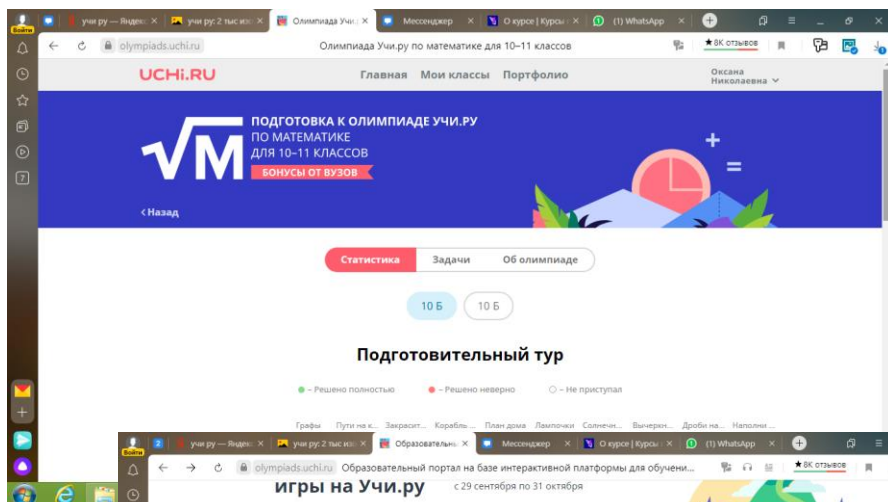 Войти
учи ру — Яндекс
учи ру: 2 тыс изо
Олимпиада Учи.
Мессенджер
О курсе | Курсы
(1) WhatsApp
olympiads.uchi.ru
Олимпиада Учи.ру по математике для 10–11 классов
★ 8К отзывов
UCHi.RU
Главная Мои классы Портфолио
Оксана
Николаевна
ПОДГОТОВКА К ОЛИМПИАДЕ УЧИ.РУ
√M
ПО МАТЕМАТИКЕ
ДЛЯ 10–11 КЛАССОВ
БОНУСЫ ОТ ВУЗОВ
+
=
‹ Назад
Статистика Задачи Об олимпиаде
10 Б 10 Б
Подготовительный тур
– Решено полностью – Решено неверно – Не приступал
Графы Пути на к... Закрасит... Корабль ... План дома Лампочки Солнечн... Вычеркн... Дроби на... Наполни ...
Войти
2
учи ру — Яндекс
учи ру: 2 тыс изо
Образовательнь
Мессенджер
О курсе | Курсы
(1) WhatsApp
olympiads.uchi.ru Образовательный портал на базе интерактивной платформы для обучени...
★ 8К отзывов
игры на Учи.ру
с 29 сентября по 31 октября